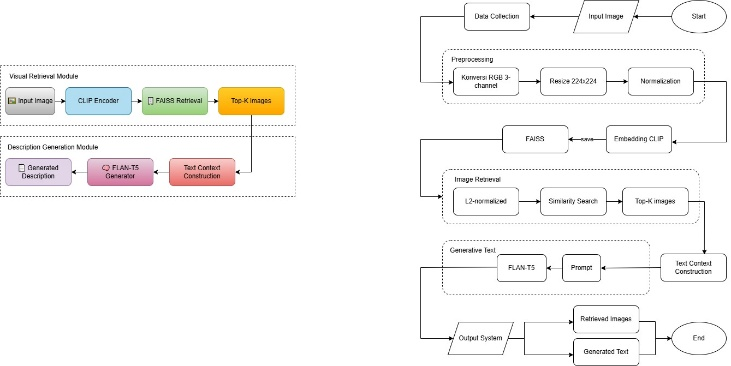 Visual Retrieval Module
Input Image
CLIP Encoder
FAISS Retrieval
Top-K images
Description Generation Module
Generated
Description
FLAN-T5
Generator
Text Context
Construction
Data Collection
Input Image
Start
Preprocessing
Konversi RGB 3-
channel
Resize 224x224
Normalization
FAISS
Embedding CLIP
Image Retrieval
L2-normalized
Similarity Search
Top-K images
Generative Text
FLAN-T5
Prompt
Text Context
Construction
Output System
Retrieved Images
Generated Text
End